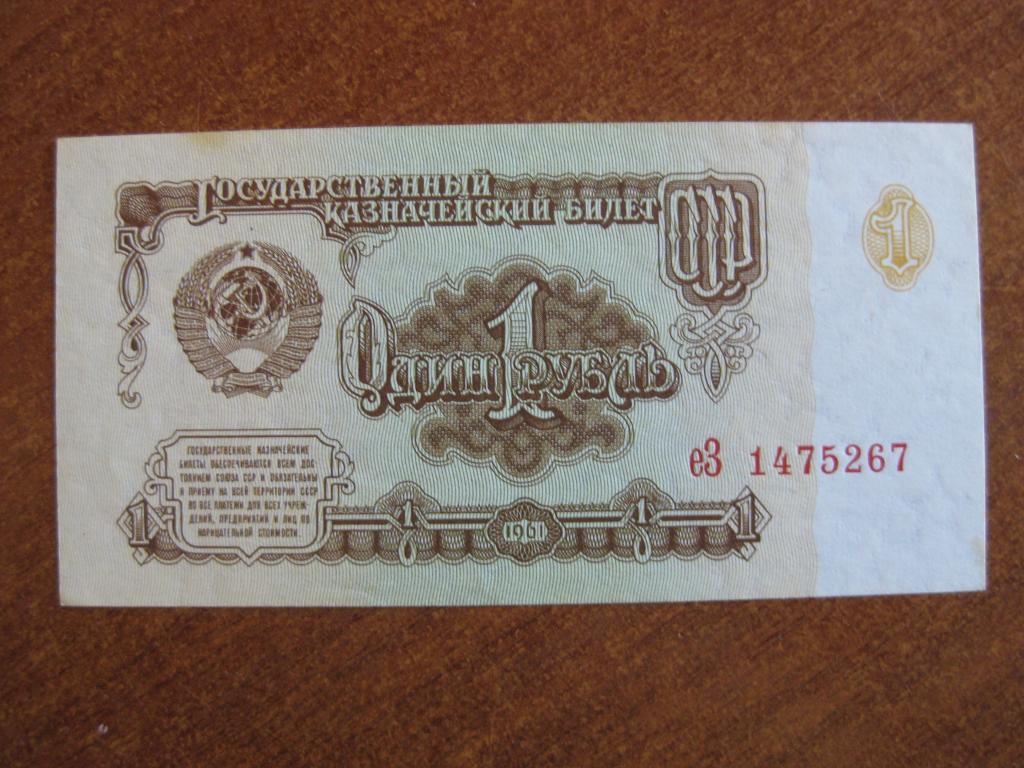 ГОСУДАРСТВЕННЫЙ
КАЗНАЧЕЙСКИЙ БИЛЕТ
СССР
1
1
ОДИН РУБЛЬ
еЗ 1475267
ГОСУДАРСТВЕННЫЕ КАЗНАЧЕЙСКИЕ
БИЛЕТЫ ОБЕСПЕЧИВАЮТСЯ ВСЕМ ДОС-
ТОЯНИЕМ СОЮЗА ССР И ОБЯЗАТЕЛЬНЫ
К ПРИЕМУ НА ВСЕЙ ТЕРРИТОРИИ СССР
ВО ВСЕ ПЛАТЕЖИ ДЛЯ ВСЕХ УЧРЕЖ-
ДЕНИЙ, ПРЕДПРИЯТИЙ И ЛИЦ ПО
НАРИЦАТЕЛЬНОЙ СТОИМОСТИ.
1 1 1961 1 1